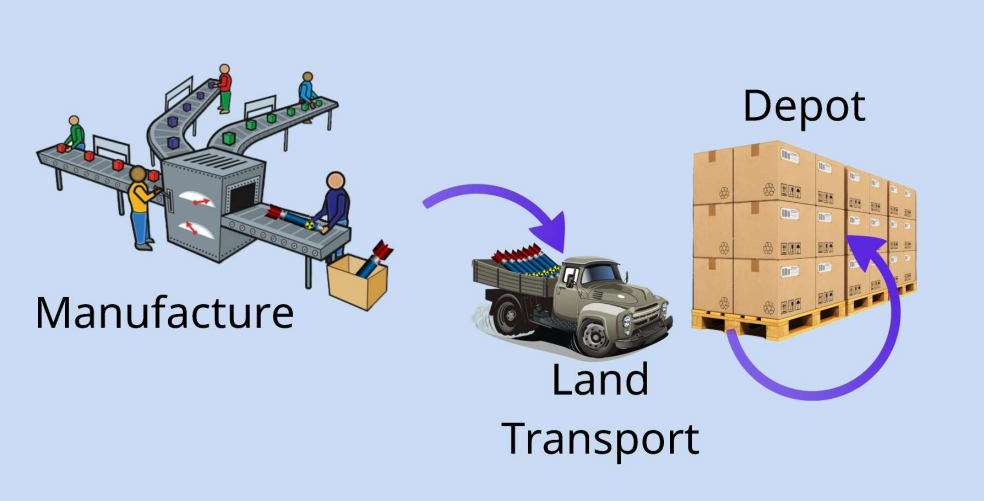 Manufacture
Land
Transport
Depot